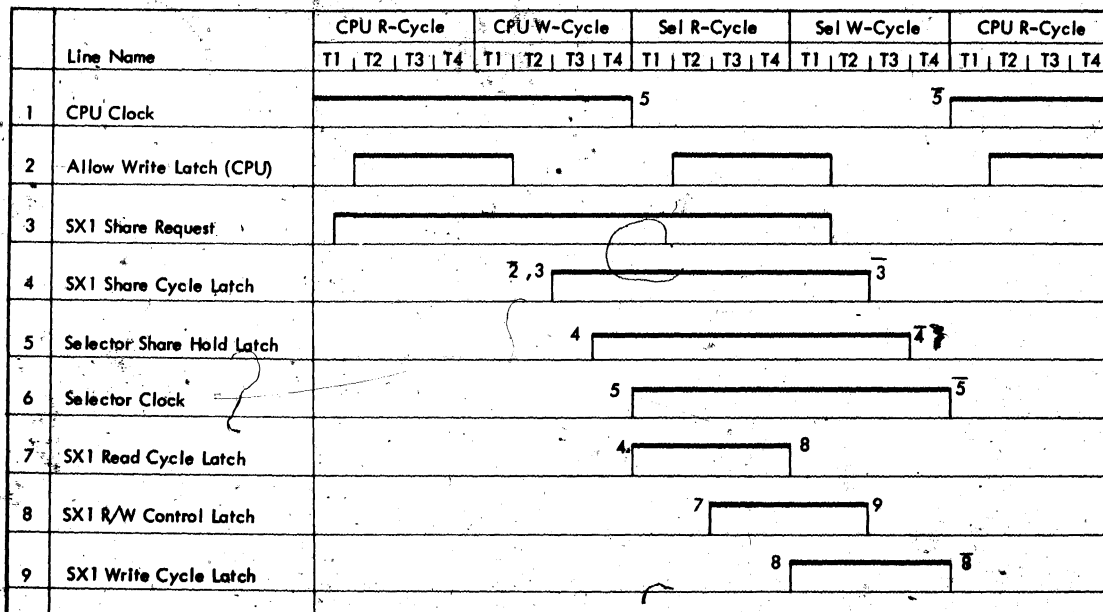 CPU R-Cycle CPU W-Cycle Sel R-Cycle Sel W-Cycle CPU R-Cycle
Line Name T1 T2 T3 T4 T1 T2 T3 T4 T1 T2 T3 T4 T1 T2 T3 T4 T1 T2 T3 T4
1 CPU Clock 5 5̅
2 Allow Write Latch (CPU)
3 SX1 Share Request
4 SX1 Share Cycle Latch 2̅ ,3 3̅
5 Selector Share Hold Latch 4 4̅
6 Selector Clock 5 5̅
7 SX1 Read Cycle Latch 4 8
8 SX1 R/W Control Latch 7 9
9 SX1 Write Cycle Latch 8 8̅